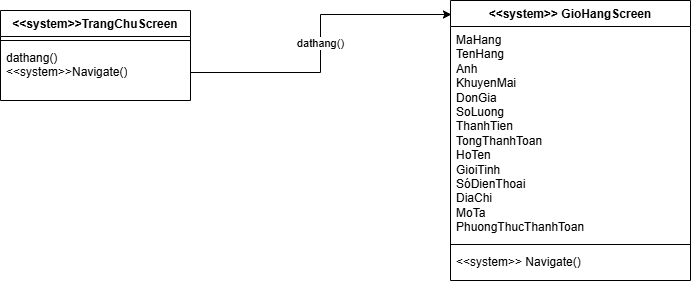 <<system>>TrangChuScreen
dathang()
<<system>>Navigate()
dathang()
<<system>> GioHangScreen
MaHang
TenHang
Anh
KhuyenMai
DonGia
SoLuong
ThanhTien
TongThanhToan
HoTen
GioiTinh
SốDienThoai
DiaChi
MoTa
PhuongThucThanhToan
<<system>> Navigate()